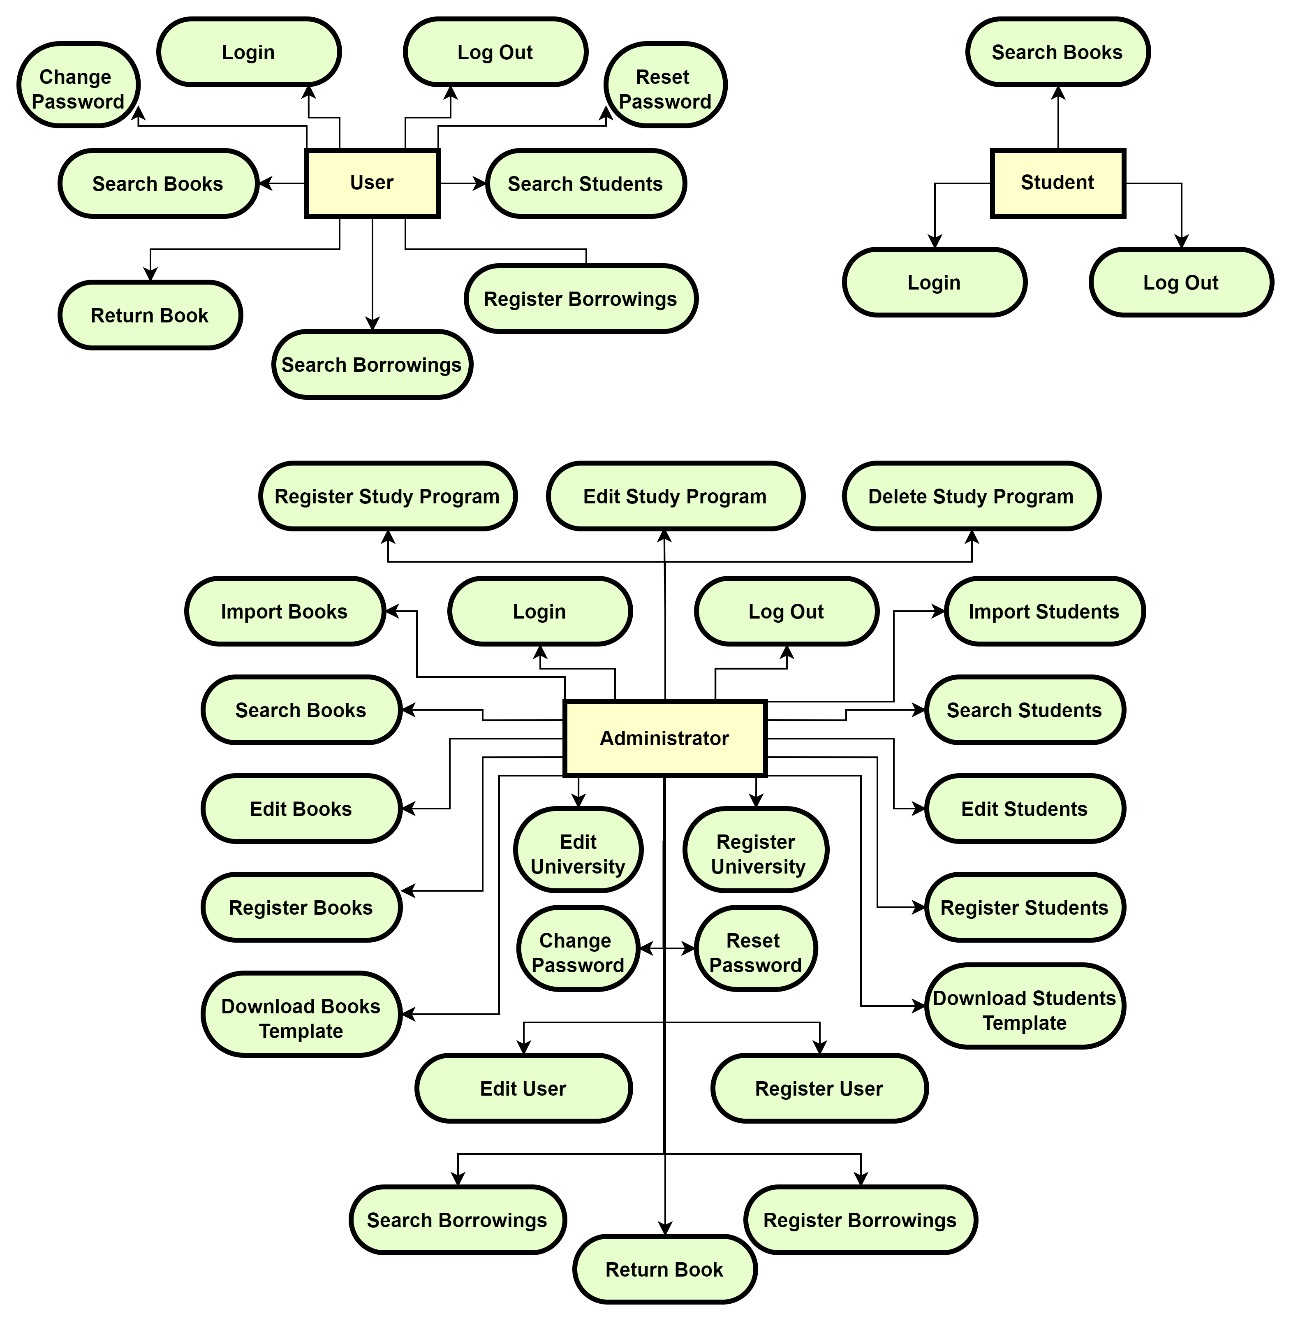 Login
Log Out
Change
Password
Reset
Password
Search Books
User
Search Students
Return Book
Register Borrowings
Search Borrowings
Search Books
Student
Login
Log Out
Register Study Program
Edit Study Program
Delete Study Program
Import Books
Login
Log Out
Import Students
Search Books
Administrator
Search Students
Edit Books
Edit
University
Register
University
Edit Students
Register Books
Change
Password
Reset
Password
Register Students
Download Books
Template
Download Students
Template
Edit User
Register User
Search Borrowings
Register Borrowings
Return Book